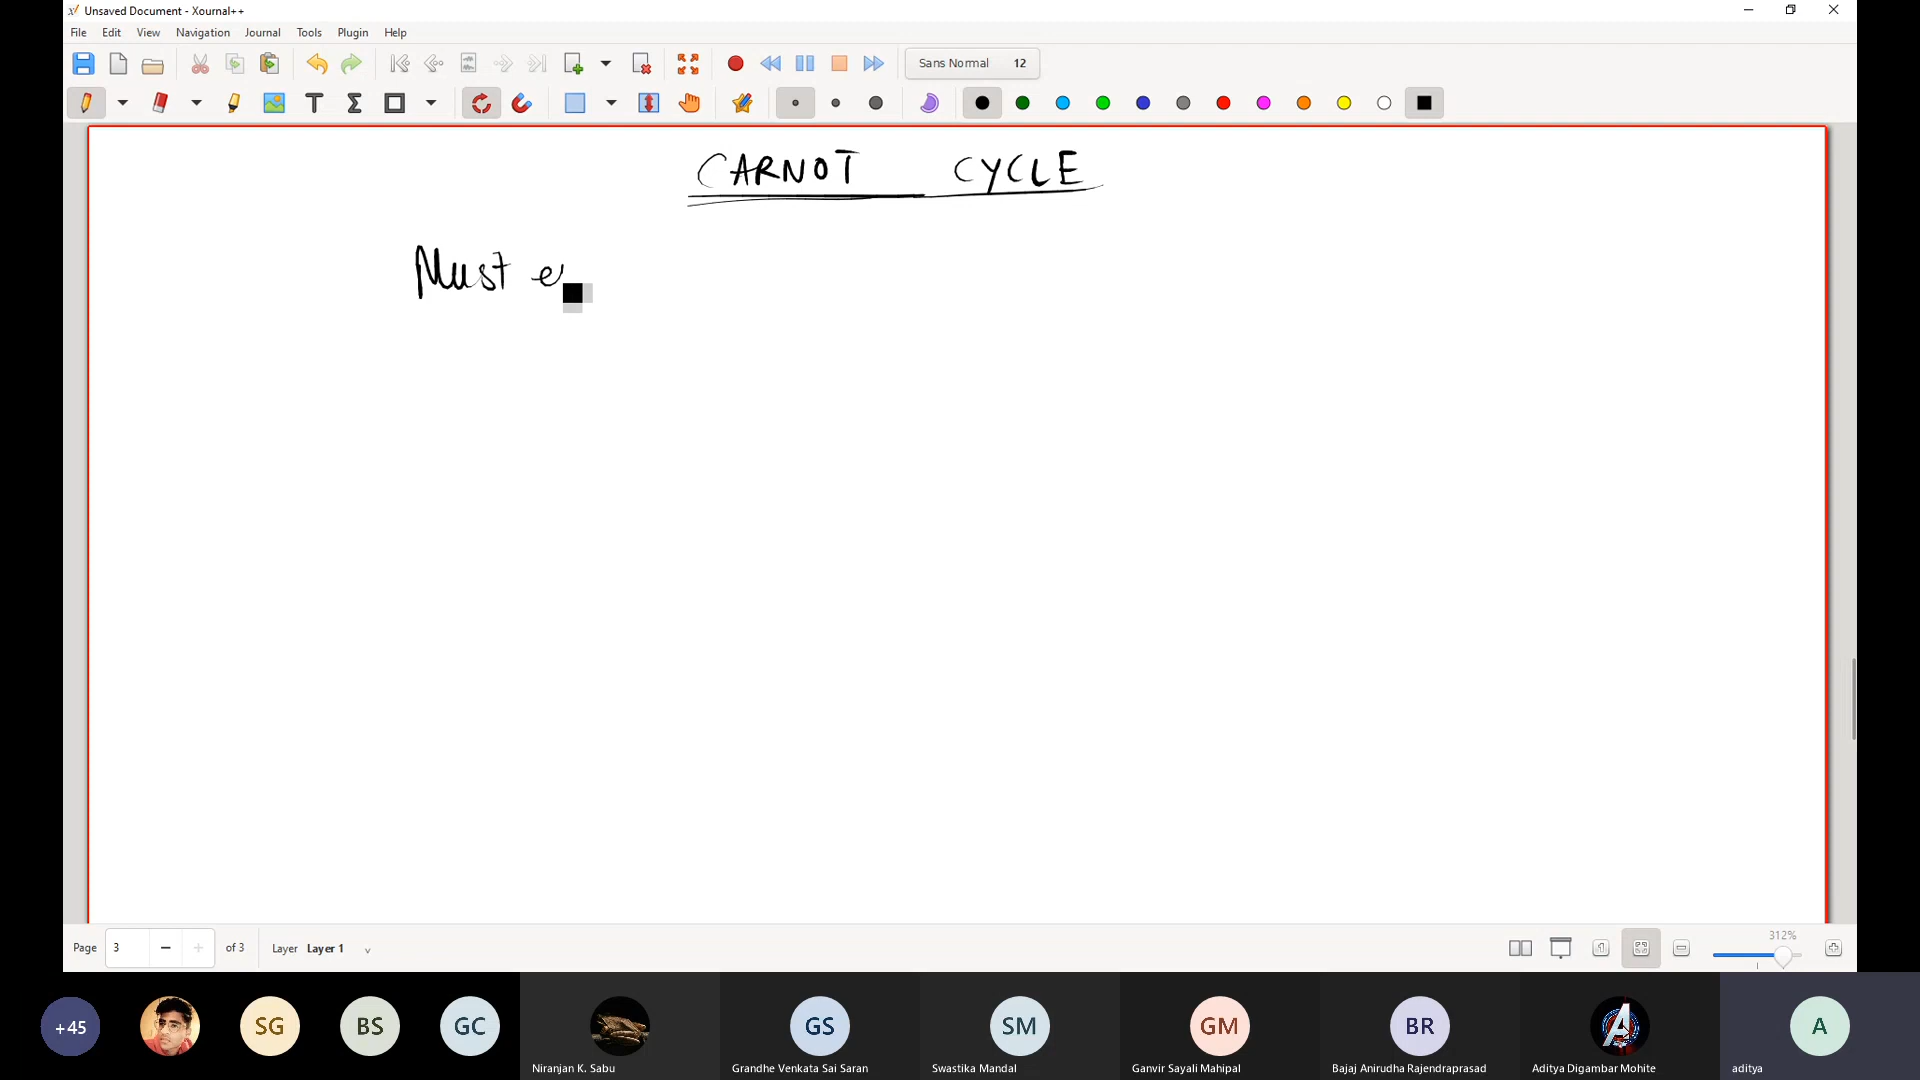 Unsaved Document - Xournal++
File Edit View Navigation Journal Tools Plugin Help
Sans Normal 12
CARNOT CYCLE
Must e
Page 3 of 3 Layer Layer 1 312%
+45 SG BS GC GS SM GM BR A
Niranjan K. Sabu Grandhe Venkata Sai Saran Swastika Mandal Ganvir Sayali Mahipal Bajaj Anirudha Rajendraprasad Aditya Digambar Mohite aditya